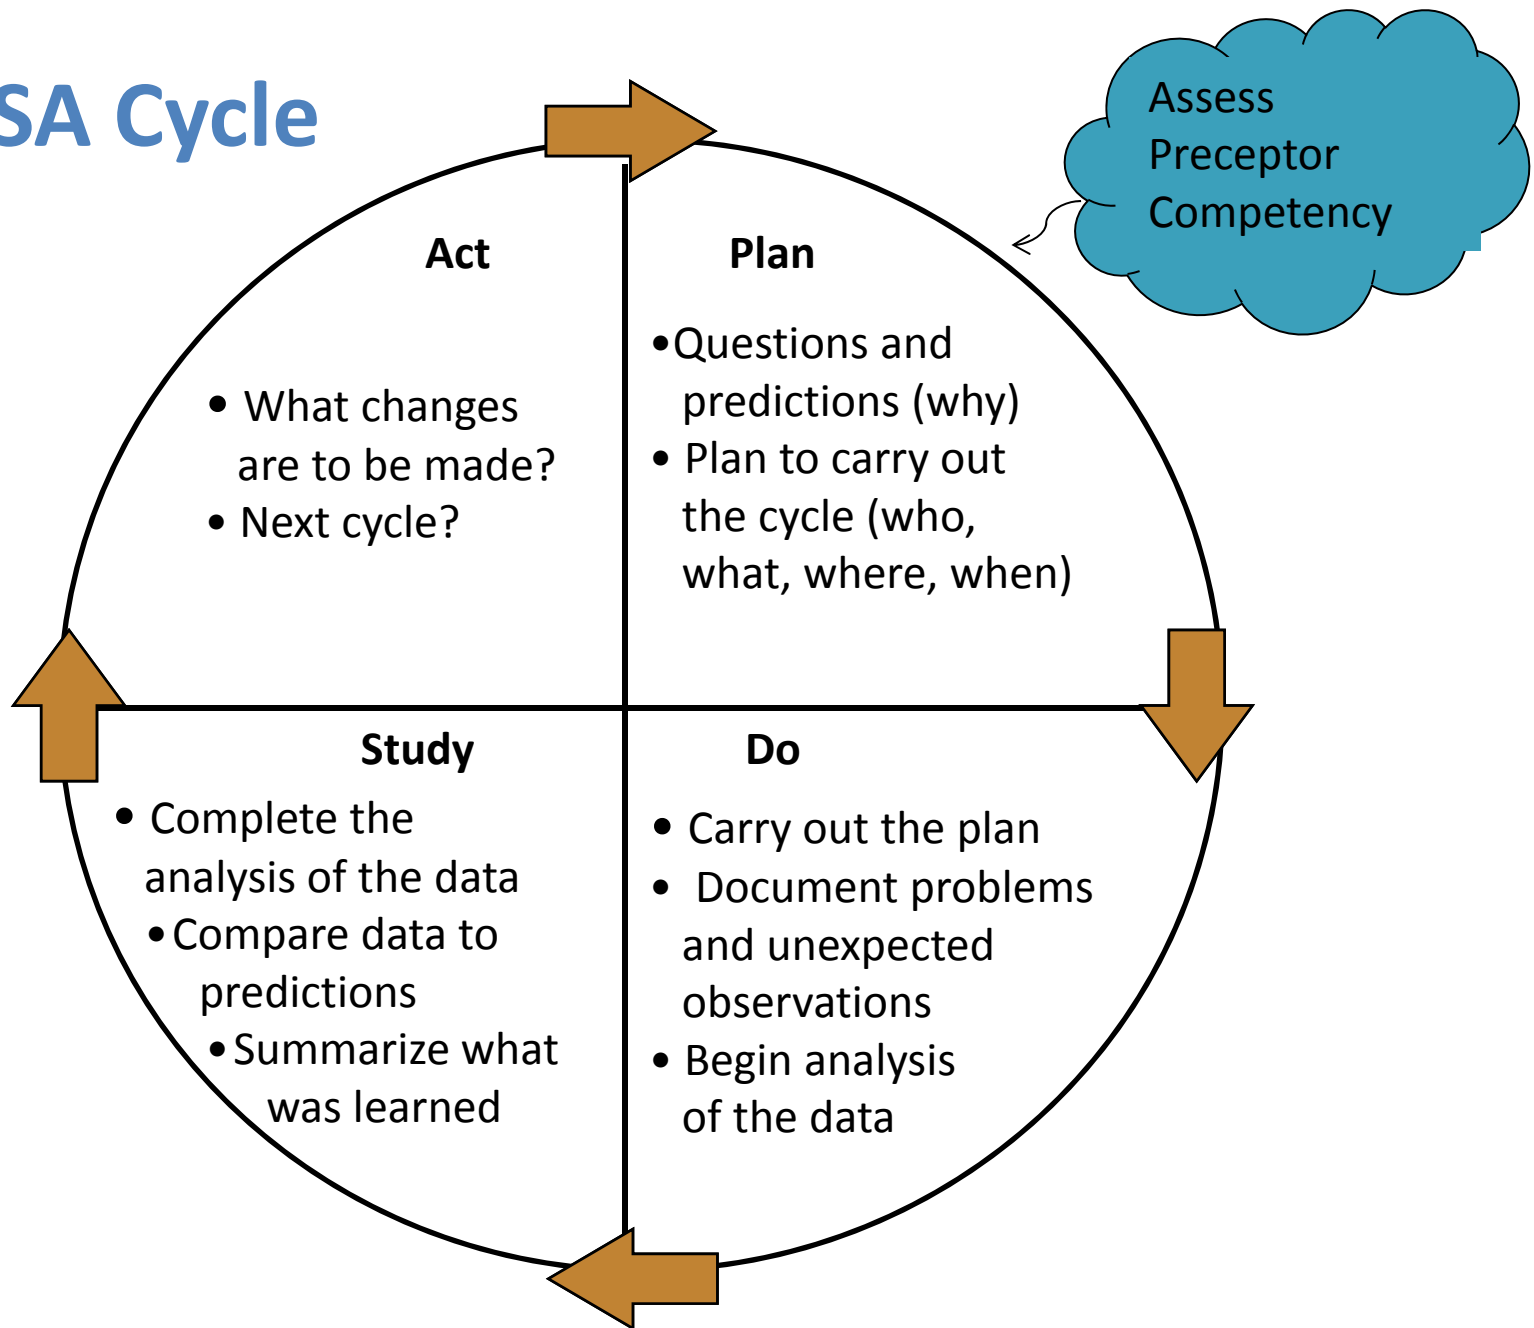 SA Cycle
Assess
Preceptor
Competency
Act
• What changes
are to be made?
• Next cycle?
Plan
•Questions and
predictions (why)
• Plan to carry out
the cycle (who,
what, where, when)
Study
• Complete the
analysis of the data
•Compare data to
predictions
•Summarize what
was learned
Do
• Carry out the plan
• Document problems
and unexpected
observations
• Begin analysis
of the data